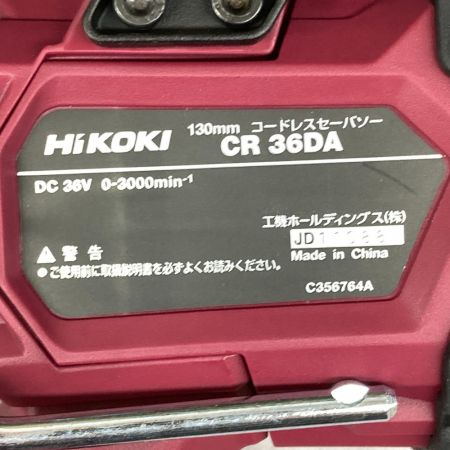 HiKOKI
130mm コードレスセーバソー
CR 36DA
DC 36V 0-3000min-1
工機ホールディングス(株)
Made in China
⚠ 警告
● ご使用前に取扱説明書を必ずよくお読みください。
C356764A